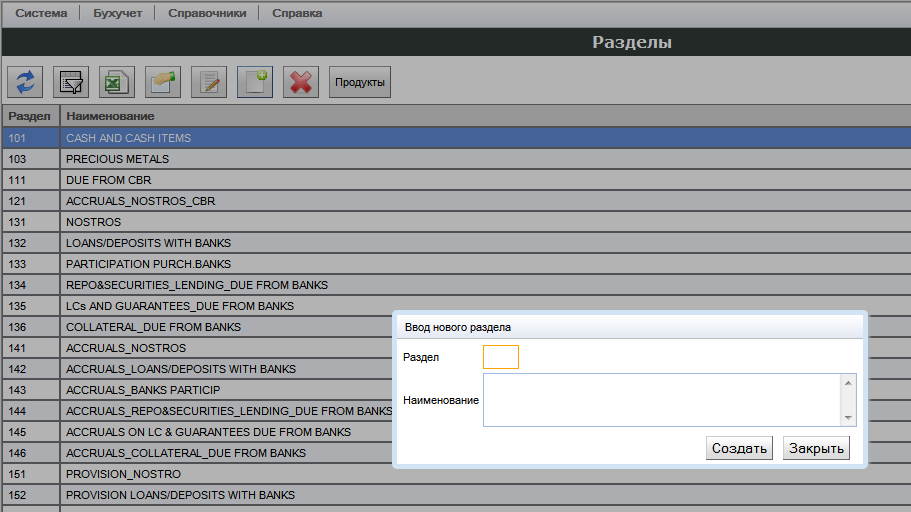 Система Бухучет Справочники Справка
Разделы
Продукты
Раздел Наименование
101 CASH AND CASH ITEMS
103 PRECIOUS METALS
111 DUE FROM CBR
121 ACCRUALS_NOSTROS_CBR
131 NOSTROS
132 LOANS/DEPOSITS WITH BANKS
133 PARTICIPATION PURCH.BANKS
134 REPO&SECURITIES_LENDING_DUE FROM BANKS
135 LCs AND GUARANTEES_DUE FROM BANKS
136 COLLATERAL_DUE FROM BANKS
141 ACCRUALS_NOSTROS
142 ACCRUALS_LOANS/DEPOSITS WITH BANKS
143 ACCRUALS_BANKS PARTICIP
144 ACCRUALS_REPO&SECURITIES_LENDING_DUE FROM BANKS
145 ACCRUALS ON LC & GUARANTEES DUE FROM BANKS
146 ACCRUALS_COLLATERAL_DUE FROM BANKS
151 PROVISION_NOSTRO
152 PROVISION LOANS/DEPOSITS WITH BANKS
Ввод нового раздела
Раздел
Наименование
Создать Закрыть